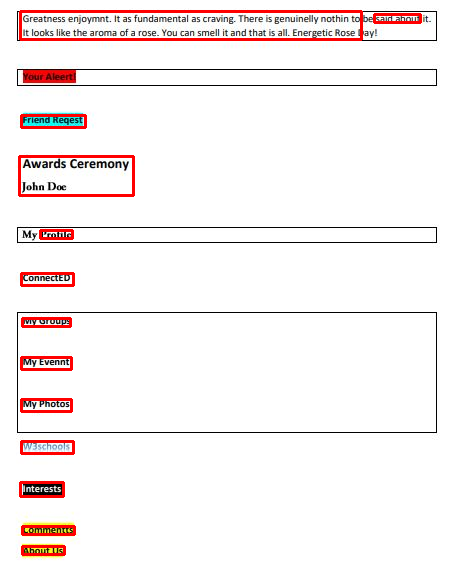 Greatness enjoymnt. It as fundamental as craving. There is genuinelly nothin to be said about it.
It looks like the aroma of a rose. You can smell it and that is all. Energetic Rose Day!
Your Aleert!
Friend Reqest
Awards Ceremony
John Doe
My Profile
ConnectED
My Groups
My Evennt
My Photos
W3schools
Interests
Commentts
About Us